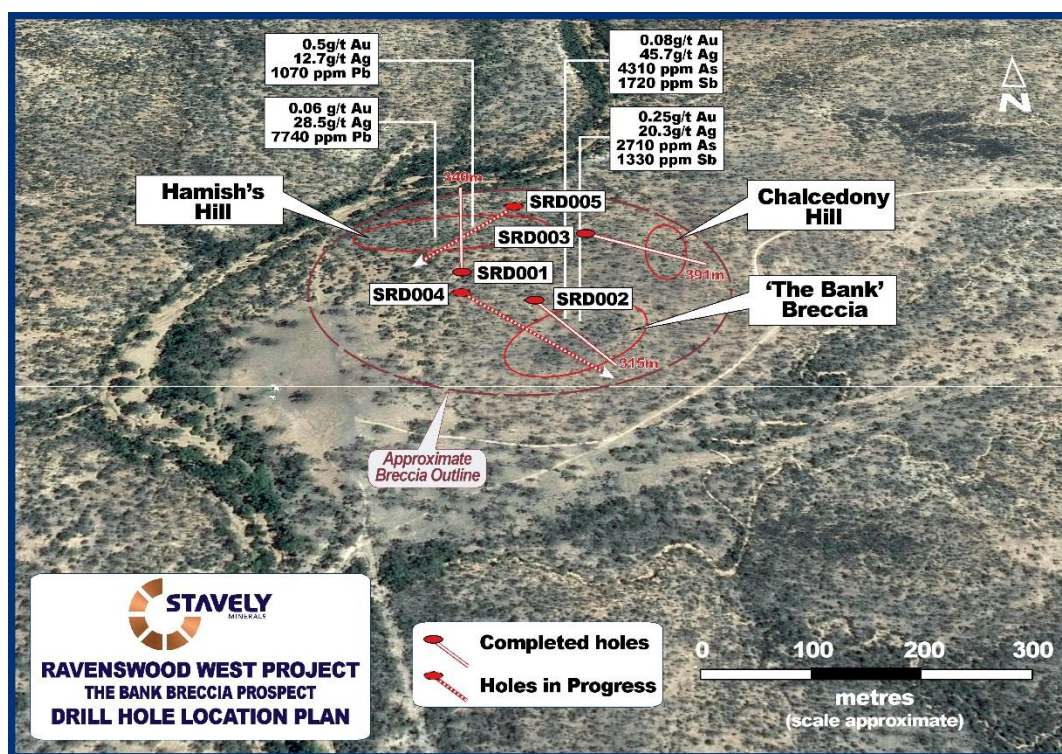 0.5g/t Au
12.7g/t Ag
1070 ppm Pb
0.08g/t Au
45.7g/t Ag
4310 ppm As
1720 ppm Sb
0.06 g/t Au
28.5g/t Ag
7740 ppm Pb
0.25g/t Au
20.3g/t Ag
2710 ppm As
1330 ppm Sb
N
Hamish's
Hill
340m
SRD005
SRD003
Chalcedony
Hill
391m
SRD001
SRD004
SRD002
'The Bank'
Breccia
315m
Approximate
Breccia Outline
STAVELY
MINERALS
RAVENSWOOD WEST PROJECT
THE BANK BRECCIA PROSPECT
DRILL HOLE LOCATION PLAN
Completed holes
Holes in Progress
0 100 200 300
metres
(scale approximate)